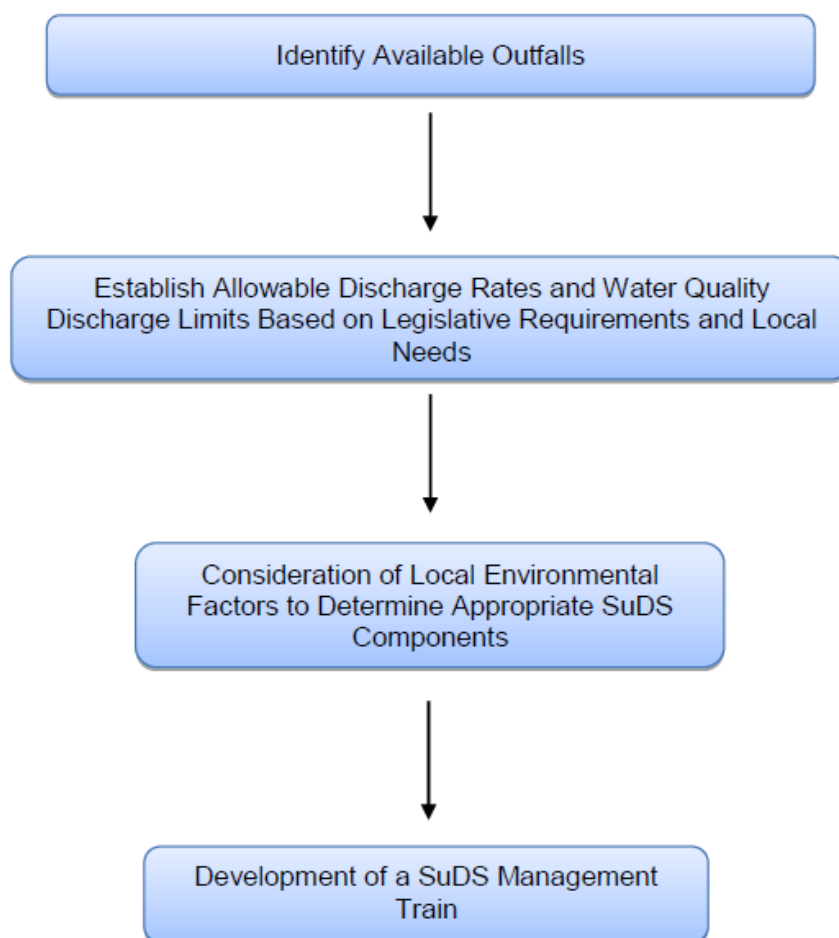 Identify Available Outfalls
Establish Allowable Discharge Rates and Water Quality
Discharge Limits Based on Legislative Requirements and Local
Needs
Consideration of Local Environmental
Factors to Determine Appropriate SuDS
Components
Development of a SuDS Management
Train